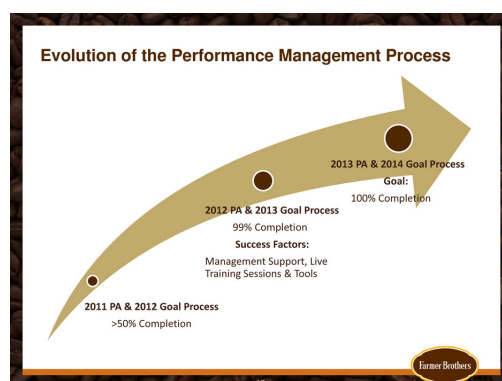 Evolution of the Performance Management Process
2013 PA & 2014 Goal Process
Goal:
100% Completion
2012 PA & 2013 Goal Process
99% Completion
Success Factors:
Management Support, Live
Training Sessions & Tools
2011 PA & 2012 Goal Process
>50% Completion
Farmer Brothers